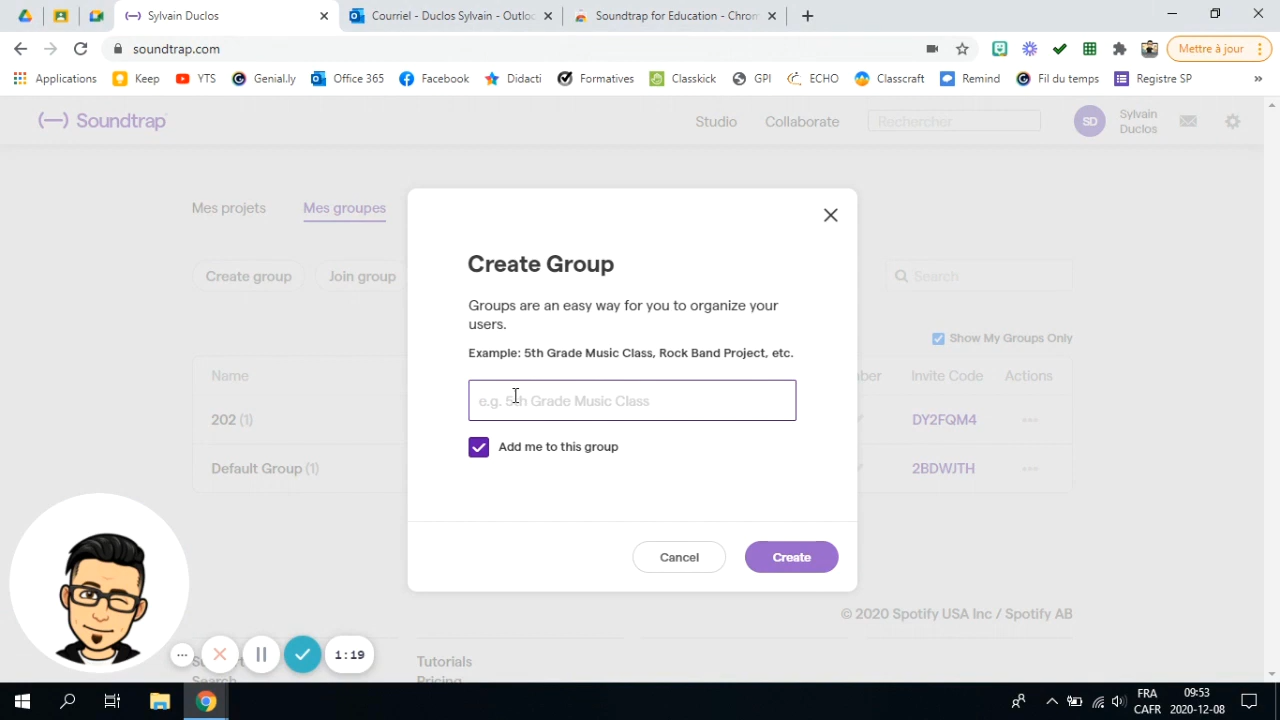 Sylvain Duclos
Courriel - Duclos Sylvain - Outloo
Soundtrap for Education - Chrom
soundtrap.com
Mettre à jour
Applications
Keep
YTS
Genial.ly
Office 365
Facebook
Didacti
Formatives
Classkick
GPI
ECHO
Classcraft
Remind
Fil du temps
Registre SP
»
Soundtrap
Studio
Collaborate
Rechercher
SD
Sylvain
Duclos
Mes projets
Mes groupes
Create group
Join group
Search
Show My Groups Only
Name
Invite Code
Actions
202 (1)
DY2FQM4
Default Group (1)
2BDWJTH
Create Group
Groups are an easy way for you to organize your
users.
Example: 5th Grade Music Class, Rock Band Project, etc.
e.g. 5th Grade Music Class
Add me to this group
Cancel
Create
© 2020 Spotify USA Inc / Spotify AB
1:19
Tutorials
Search
Pricing
FRA
CAFR
09:53
2020-12-08